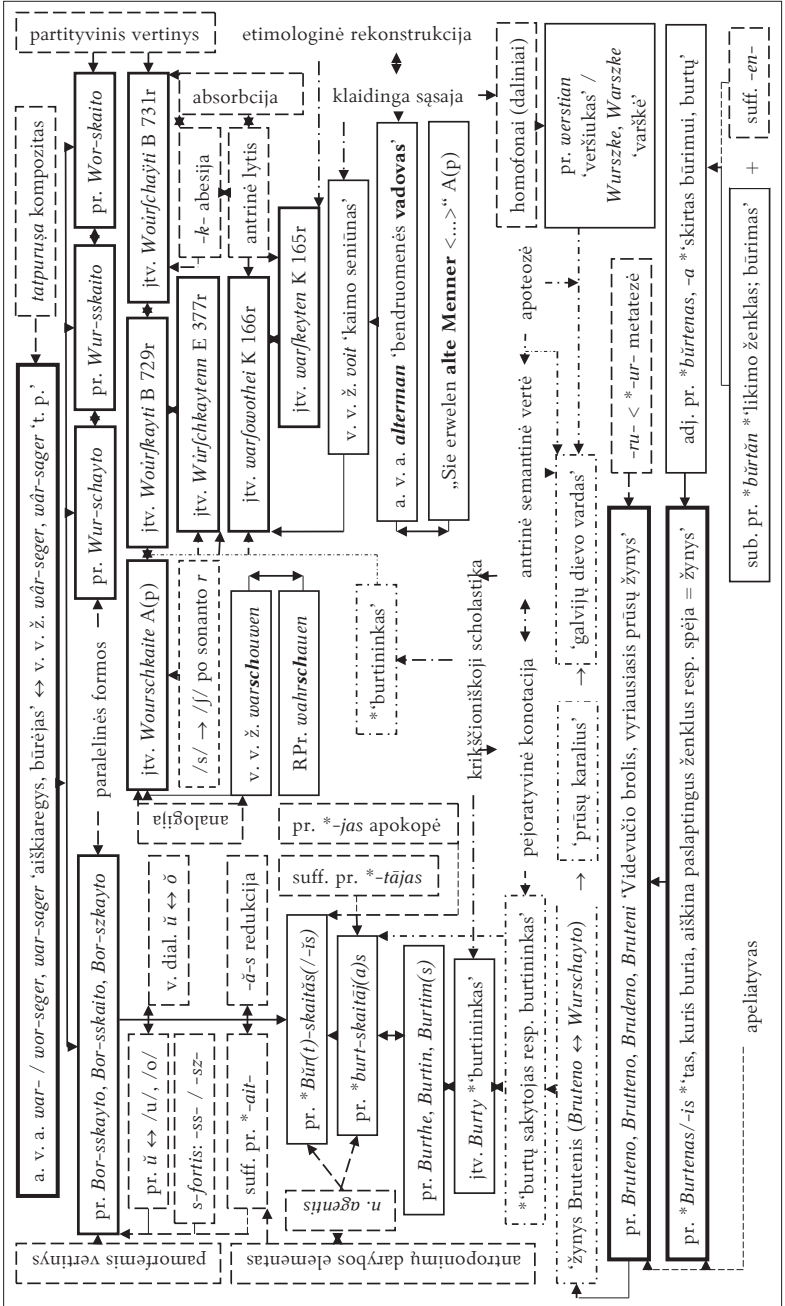 tatpuruṣa kompozitas
partityvinis vertinys
a. v. a. war- / wor-seger, war-sager ‘aiškiaregys, būrėjas’ ↔ v. v. ž. wâr-seger, wâr-sager ‘t. p.’
pamorfemis vertinys
pr. Bor-sskayto, Bor-sskaito, Bor-szkayto
paralelinės formos
pr. Wur-schayto
pr. Wur-sskaito
pr. Wor-skaito
pr. ŭ ↔ /u/, /o/
v. dial. ŭ ↔ ŏ
s-fortis: -ss- / -sz-
suff. pr. *-ait-
-ā-s redukcija
antroponimų darybos elementas
n. agentis
pr. *Bŭr(t)-skaitās(/-ĭs)
pr. *burt-skaitāj(a)s
pr. Burthe, Burtin, Burtim(s)
jtv. Burty *‘burtininkas’
*‘burtų sakytojas resp. burtininkas’
suff. pr. *-tājas
pr. *-jas apokopė
analogija
jtv. Wourschkaite A(p)
/s/ → /ʃ/ po sonanto r
v. v. ž. warschouwen
RPr. wahrschauen
*‘burtininkas’
jtv. Woürſkayti B 729r
jtv. Woürſchaÿti B 731r
jtv. Würſchkaytenn E 377r
jtv. warſowothei K 166r
jtv. warſkeyten K 165r
-k- abesija
absorbcija
antrinė lytis
etimologinė rekonstrukcija
klaidinga sąsaja
v. v. ž. voit ‘kaimo seniūnas’
a. v. a. alterman ‘bendruomenės vadovas’
„Sie erwelen alte Menner <...>“ A(p)
homofonai (daliniai)
pr. werstian
‘veršiukas’ /
Wurszke, Warszke
‘varškė’
krikščioniškoji scholastika
pejoratyvinė konotacija
antrinė semantinė vertė
apoteozė
‘žynys Brutenis (Bruteno ↔ Wurschayto)
→ ‘prūsų karalius’
→ ‘galvijų dievo vardas’
-ru- < *-ur- metatezė
pr. Bruteno, Brutteno, Brudeno, Bruteni ‘Videvučio brolis, vyriausiasis prūsų žynys’
pr. *Burtenas/-is *‘tas, kuris buria, aiškina paslaptingus ženklus resp. spėja = žynys’
adj. pr. *bŭrtenas, -a *‘skirtas būrimui, burtų’
apeliatyvas
sub. pr. *bŭrtăn *‘likimo ženklas; būrimas’
+
suff. -en-